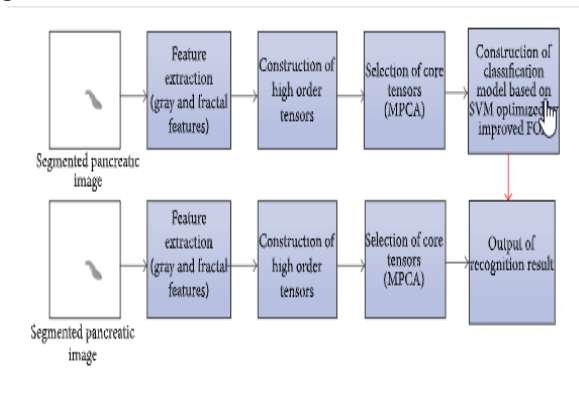 Feature
extraction
(gray and fractal
features)
Construction of
high order
tensors
Selection of core
tensors
(MPCA)
Construction of
classification
model based on
SVM optimized
improved
Segmented pancreatic
image
Feature
extraction
(gray and fractal
features)
Construction of
high order
tensors
Selection of core
tensors
(MPCA)
Output of
recognition result
Segmented pancreatic
image